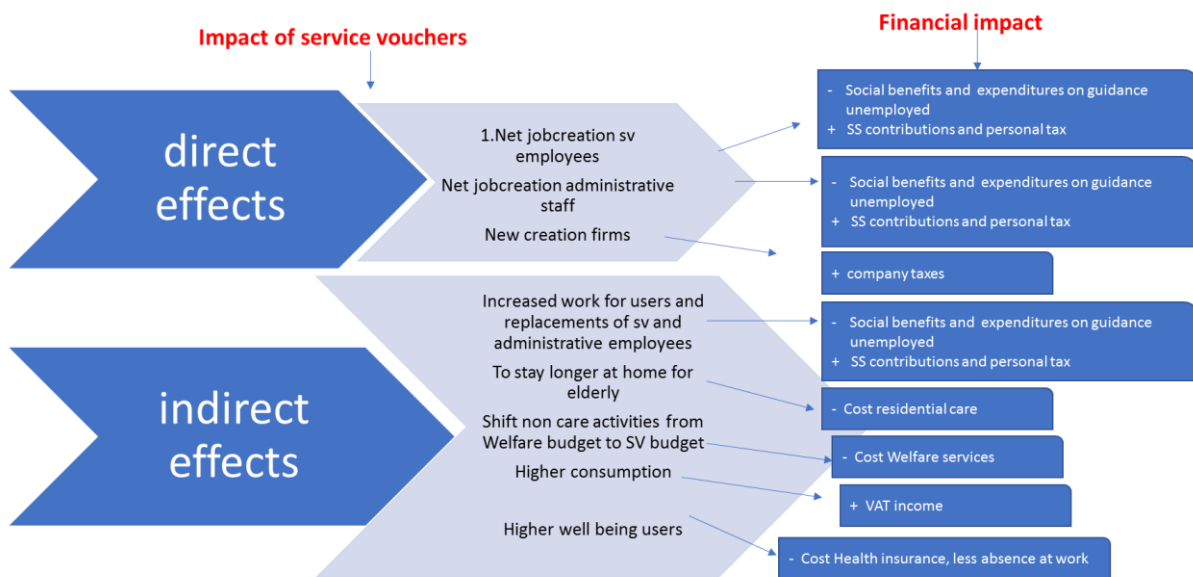 Impact of service vouchers
Financial impact
direct
effects
1.Net jobcreation sv
employees
Net jobcreation administrative
staff
New creation firms
- Social benefits and expenditures on guidance
unemployed
+ SS contributions and personal tax
- Social benefits and expenditures on guidance
unemployed
+ SS contributions and personal tax
+ company taxes
indirect
effects
Increased work for users and
replacements of sv and
administrative employees
To stay longer at home for
elderly
Shift non care activities from
Welfare budget to SV budget
Higher consumption
Higher well being users
- Social benefits and expenditures on guidance
unemployed
+ SS contributions and personal tax
- Cost residential care
- Cost Welfare services
+ VAT income
- Cost Health insurance, less absence at work